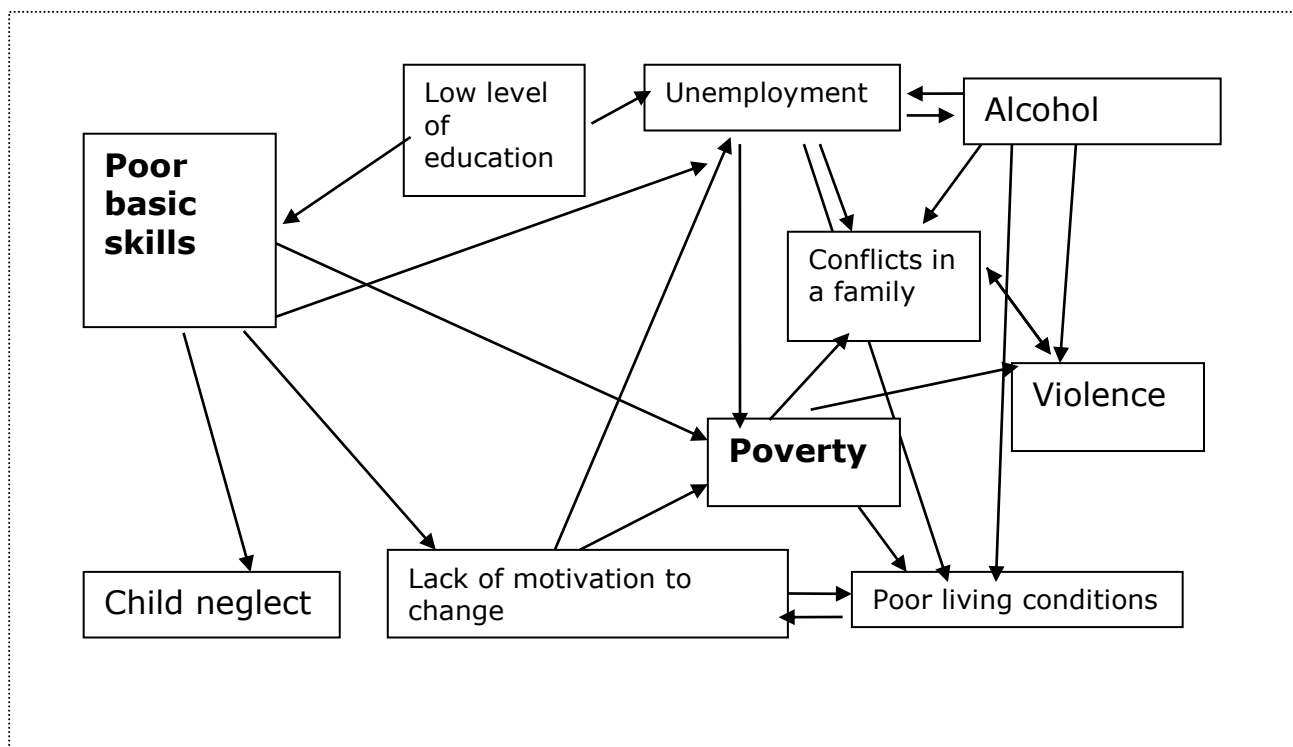 Low level
of
education
Unemployment
Alcohol
Poor
basic
skills
Conflicts in
a family
Violence
Poverty
Lack of motivation to
change
Child neglect
Poor living conditions